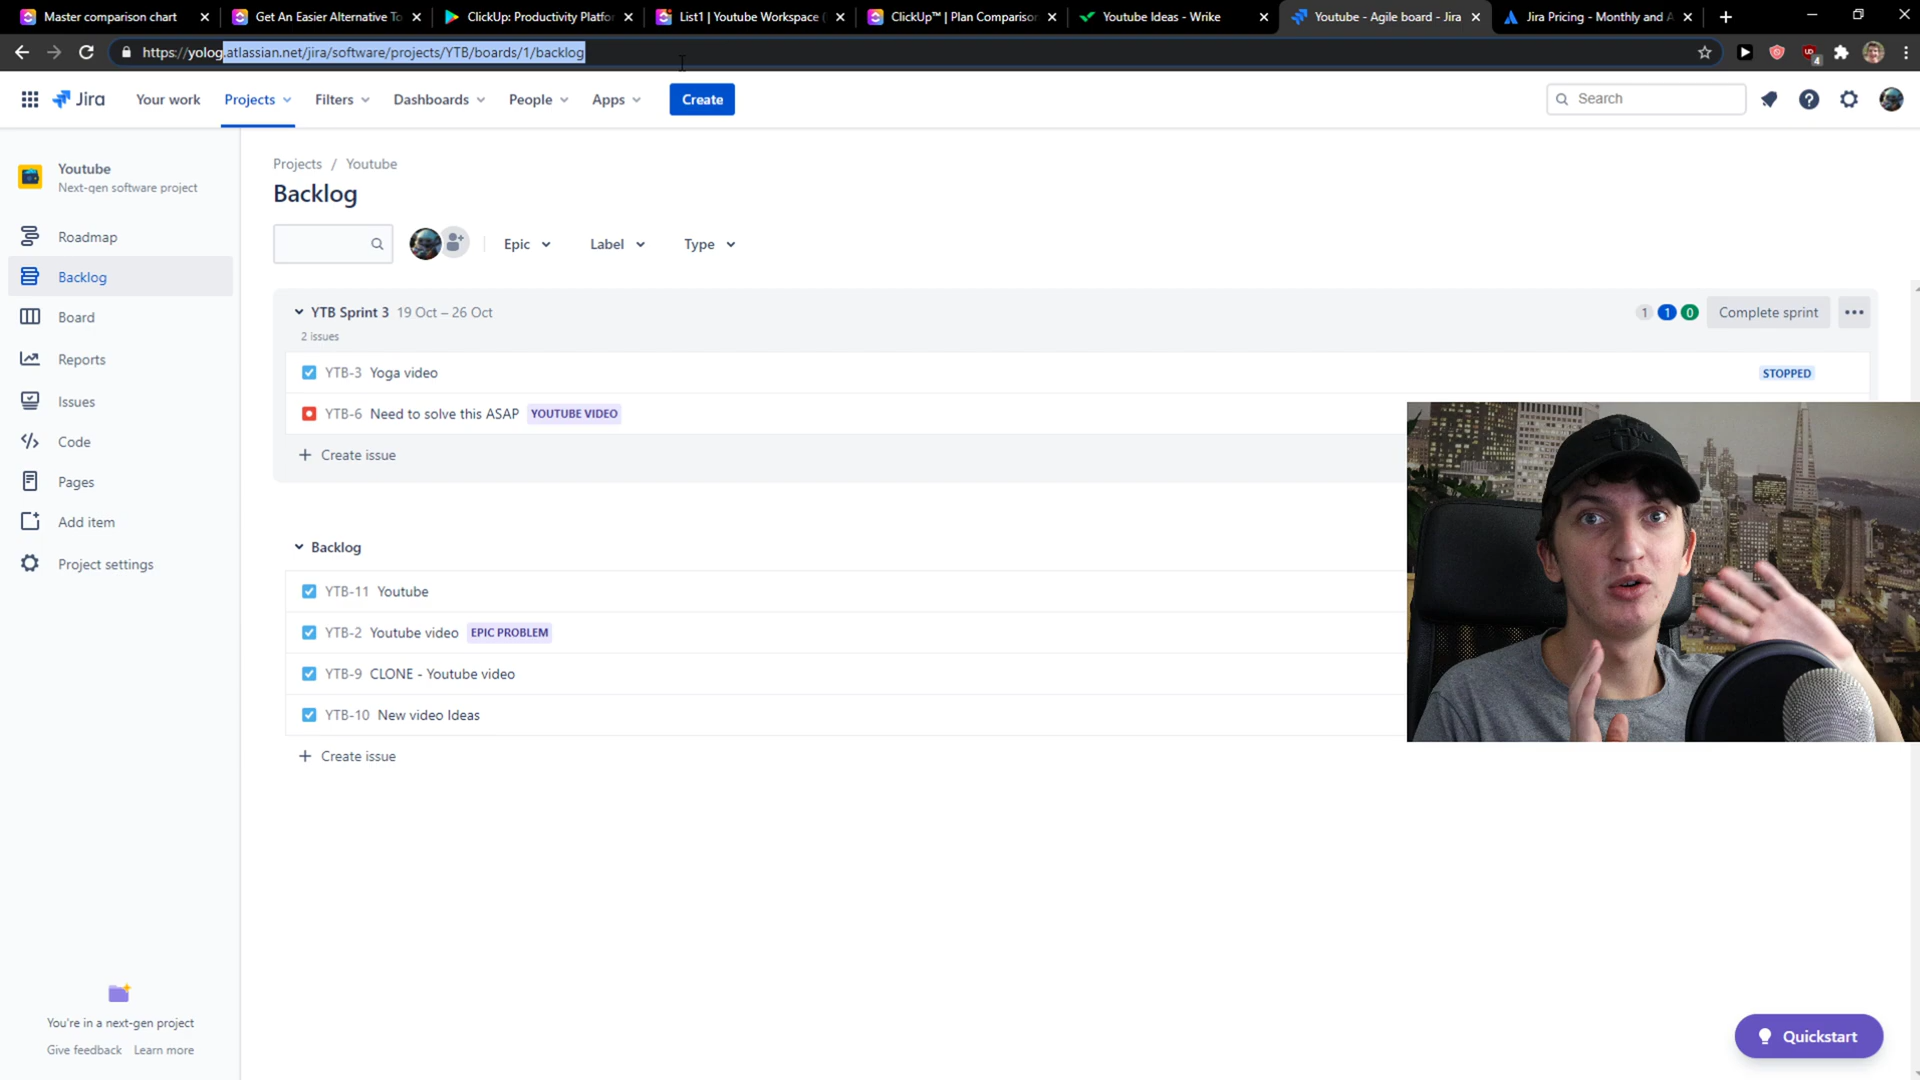 Master comparison chart
Get An Easier Alternative To
ClickUp: Productivity Platfor
List1 | Youtube Workspace (
ClickUp™ | Plan Comparison
Youtube Ideas - Wrike
Youtube - Agile board - Jira
Jira Pricing - Monthly and A
https://yolog.atlassian.net/jira/software/projects/YTB/boards/1/backlog
4
Jira
Your work
Projects
Filters
Dashboards
People
Apps
Create
Search
Youtube
Next-gen software project
Roadmap
Backlog
Board
Reports
Issues
Code
Pages
Add item
Project settings
You're in a next-gen project
Give feedback Learn more
Projects / Youtube
Backlog
Epic
Label
Type
YTB Sprint 3 19 Oct – 26 Oct
2 issues
1 1 0
Complete sprint
YTB-3 Yoga video
STOPPED
YTB-6 Need to solve this ASAP YOUTUBE VIDEO
+ Create issue
Backlog
YTB-11 Youtube
YTB-2 Youtube video EPIC PROBLEM
YTB-9 CLONE - Youtube video
YTB-10 New video Ideas
+ Create issue
Quickstart